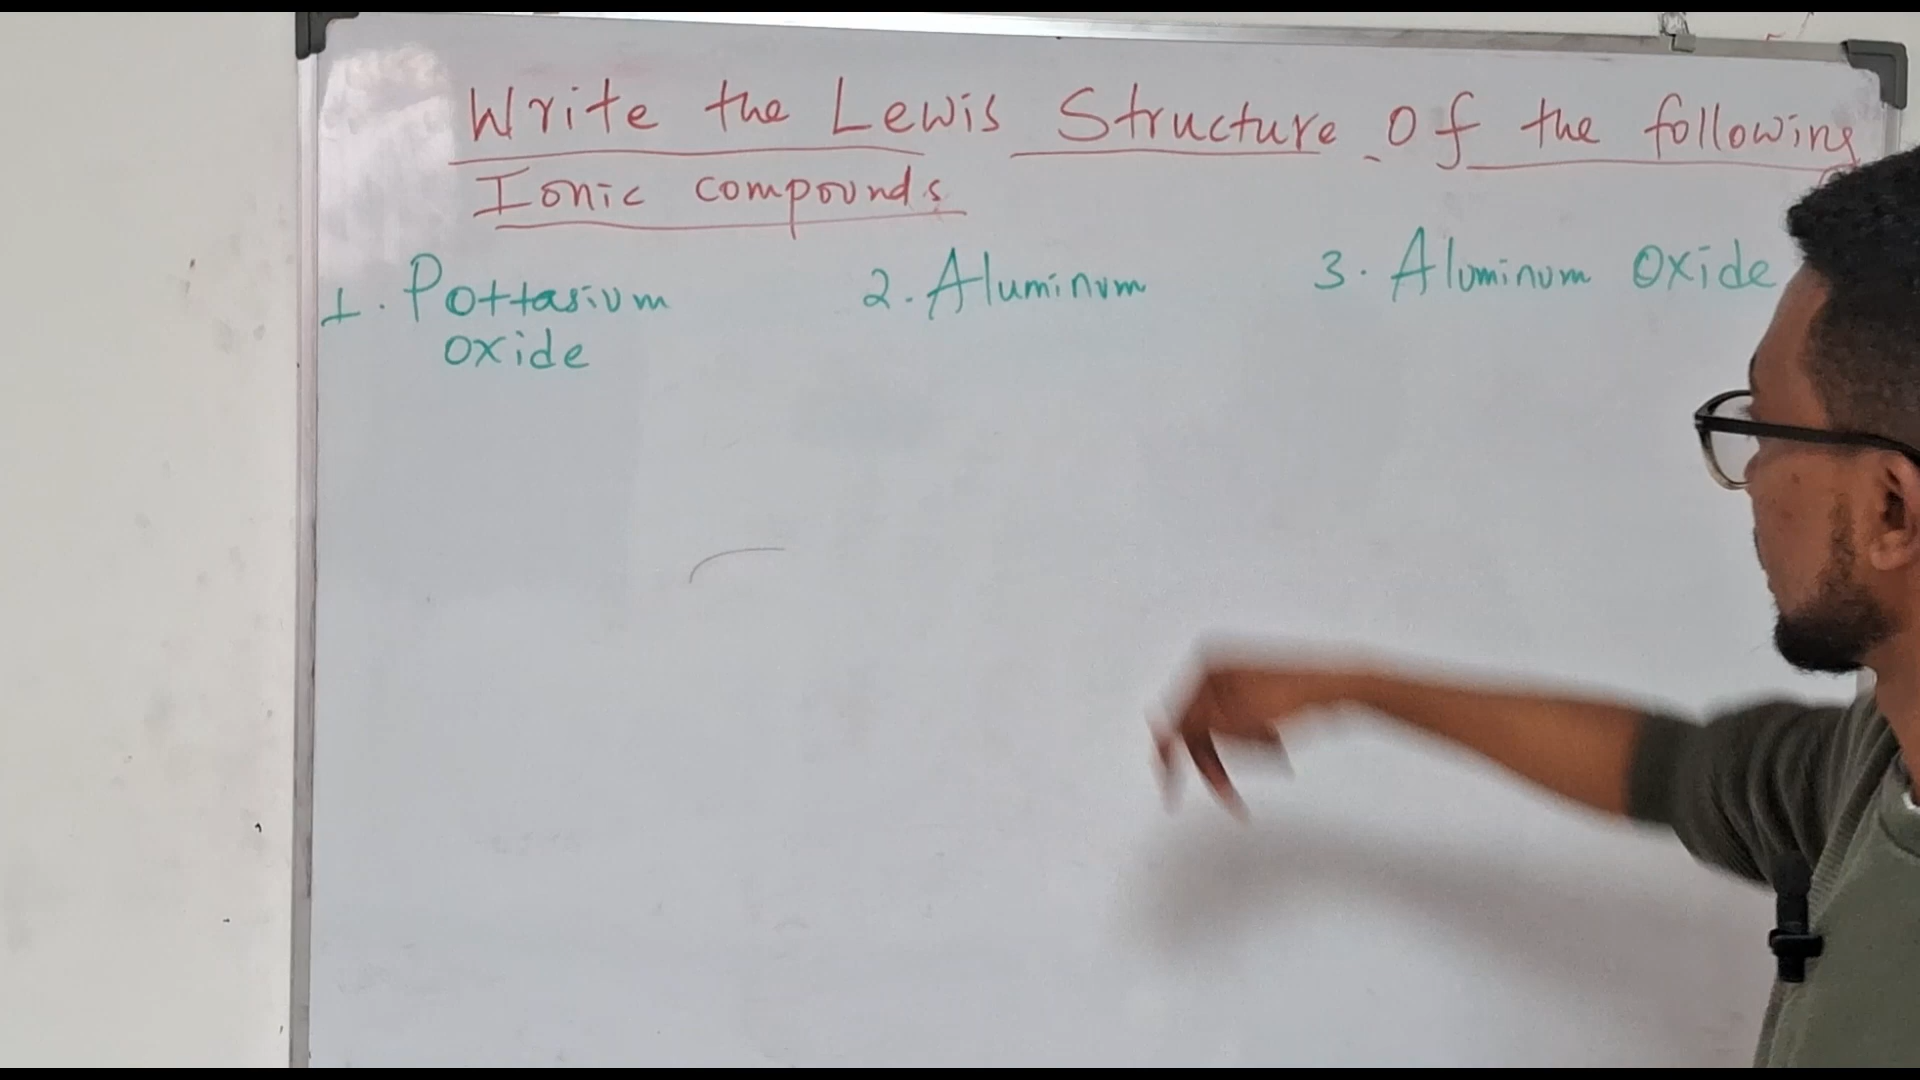 Write the Lewis Structure Of the following
Ionic compounds
1. Pottasium
oxide
2. Aluminum
3. Aluminum Oxide